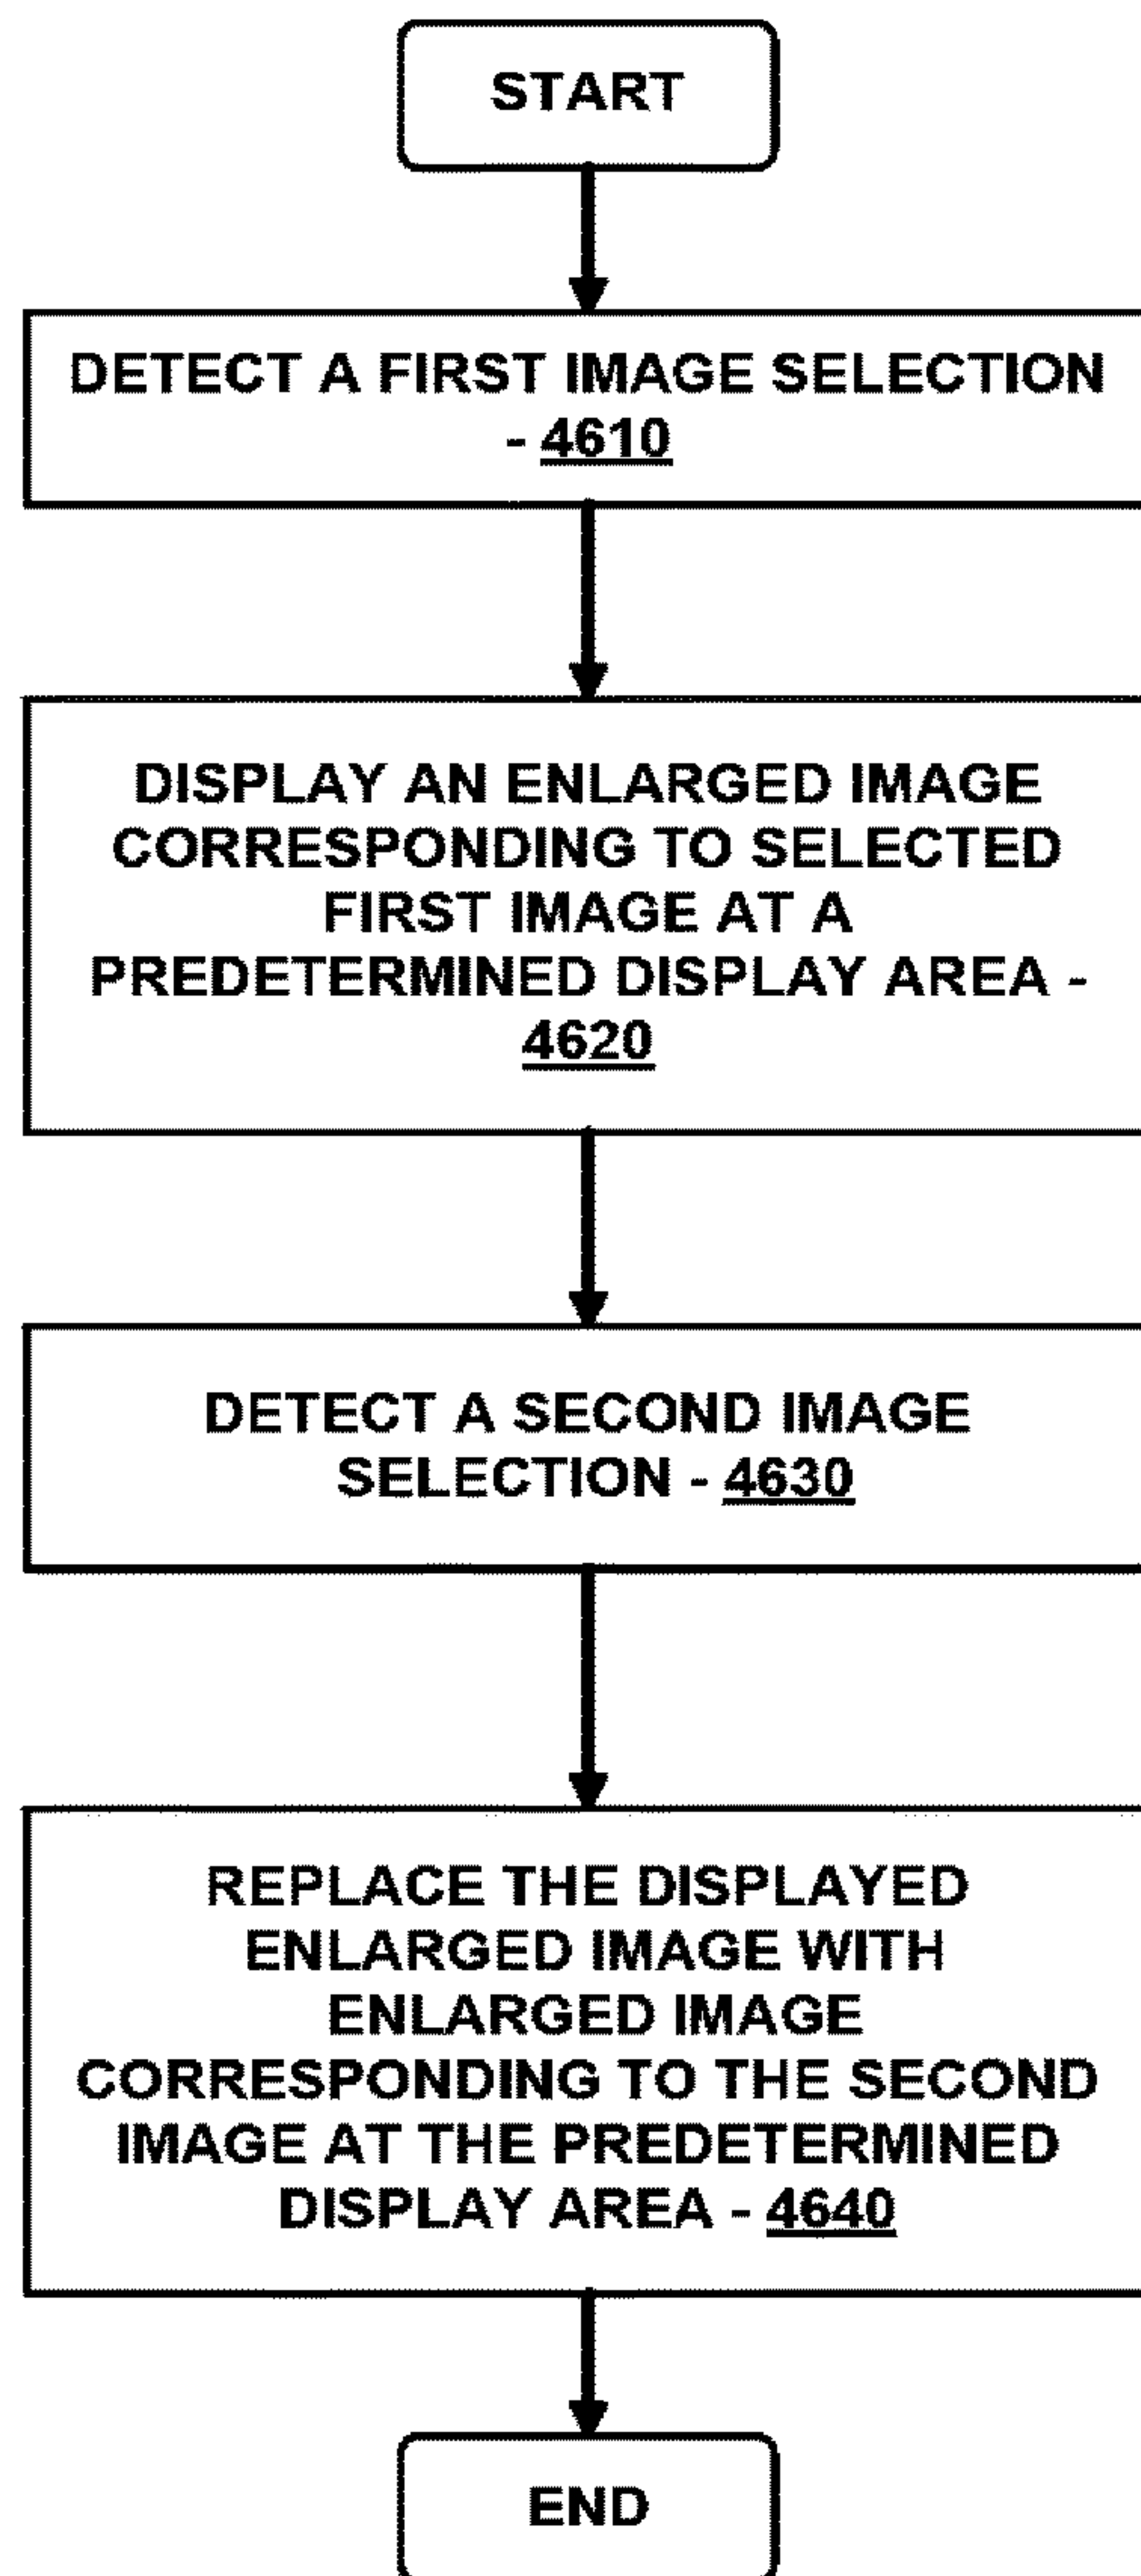 START
DETECT A FIRST IMAGE SELECTION
- 4610
DISPLAY AN ENLARGED IMAGE
CORRESPONDING TO SELECTED
FIRST IMAGE AT A
PREDETERMINED DISPLAY AREA -
4620
DETECT A SECOND IMAGE
SELECTION - 4630
REPLACE THE DISPLAYED
ENLARGED IMAGE WITH
ENLARGED IMAGE
CORRESPONDING TO THE SECOND
IMAGE AT THE PREDETERMINED
DISPLAY AREA - 4640
END